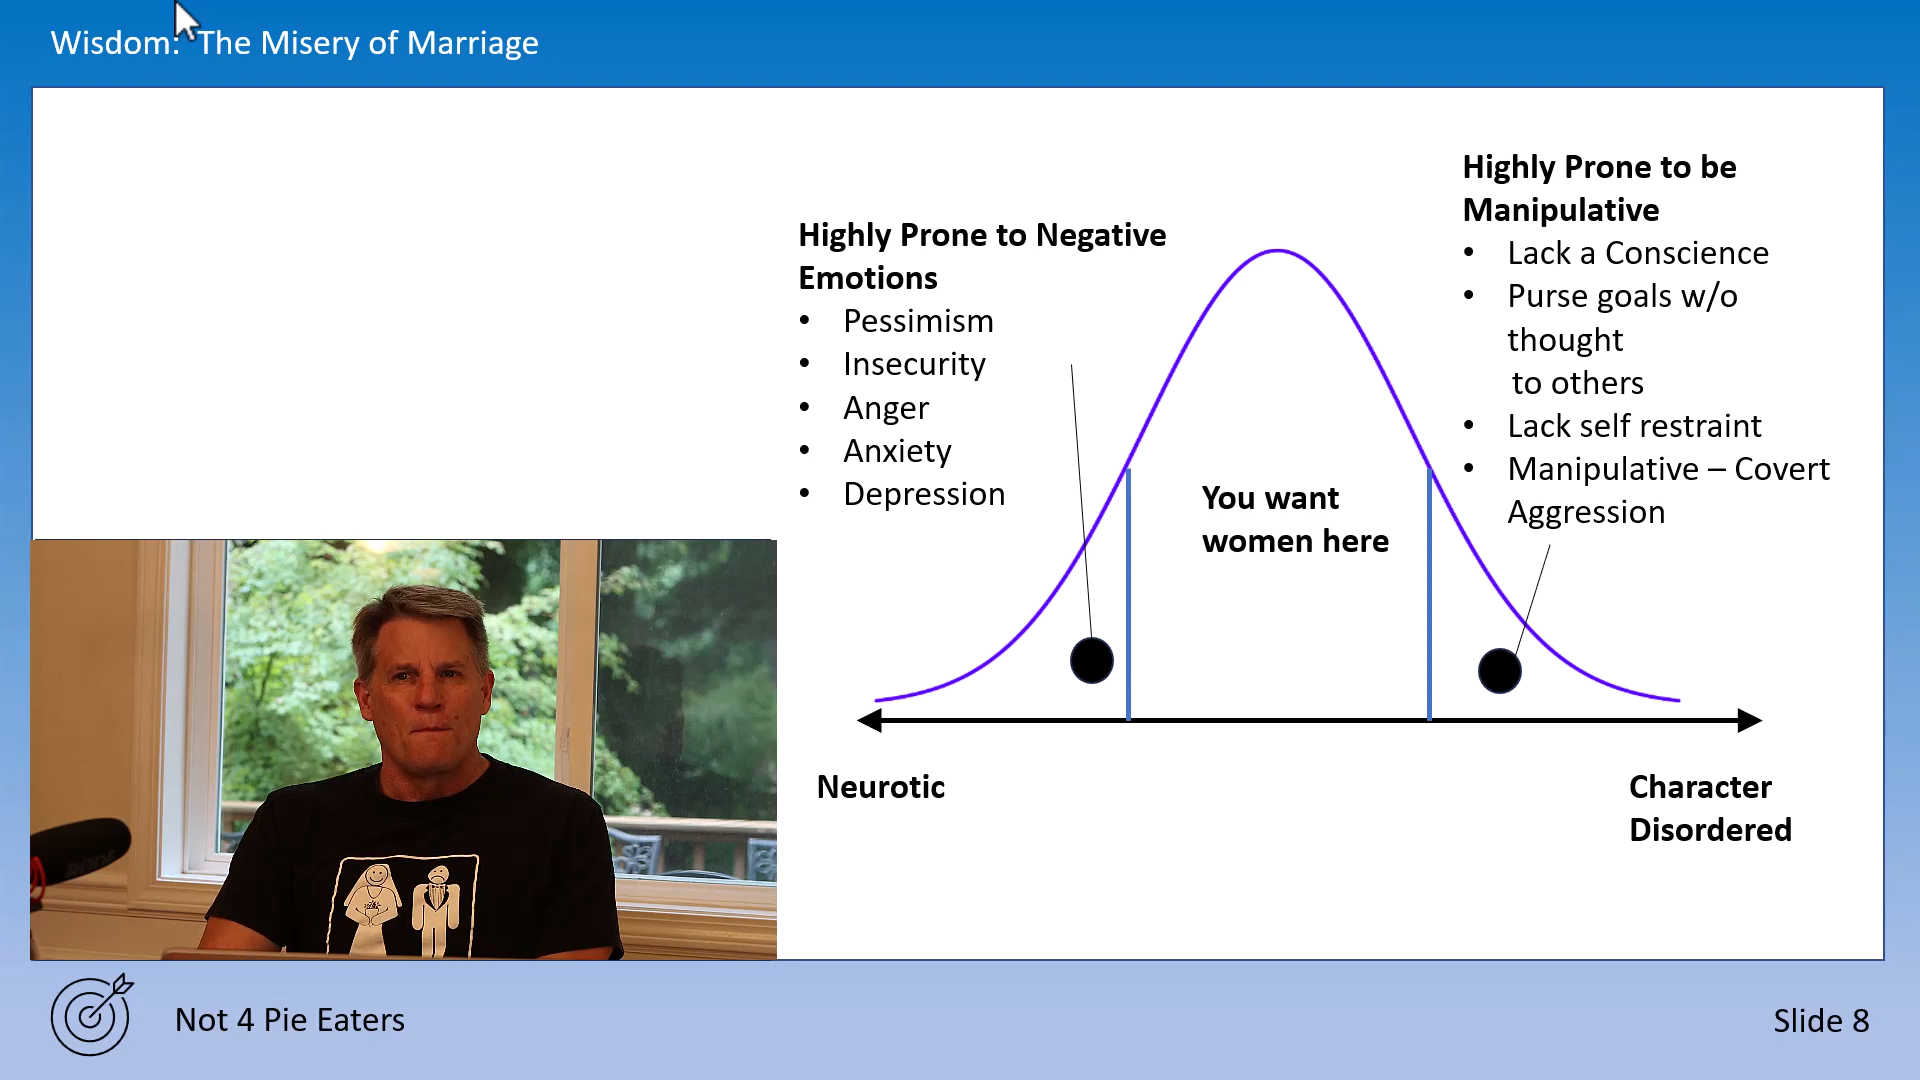 Wisdom:  The Misery of Marriage
Highly Prone to Negative
Emotions
• Pessimism
• Insecurity
• Anger
• Anxiety
• Depression
Highly Prone to be
Manipulative
• Lack a Conscience
• Purse goals w/o
thought
to others
• Lack self restraint
• Manipulative – Covert
Aggression
You want
women here
Neurotic
Character
Disordered
Not 4 Pie Eaters
Slide 8